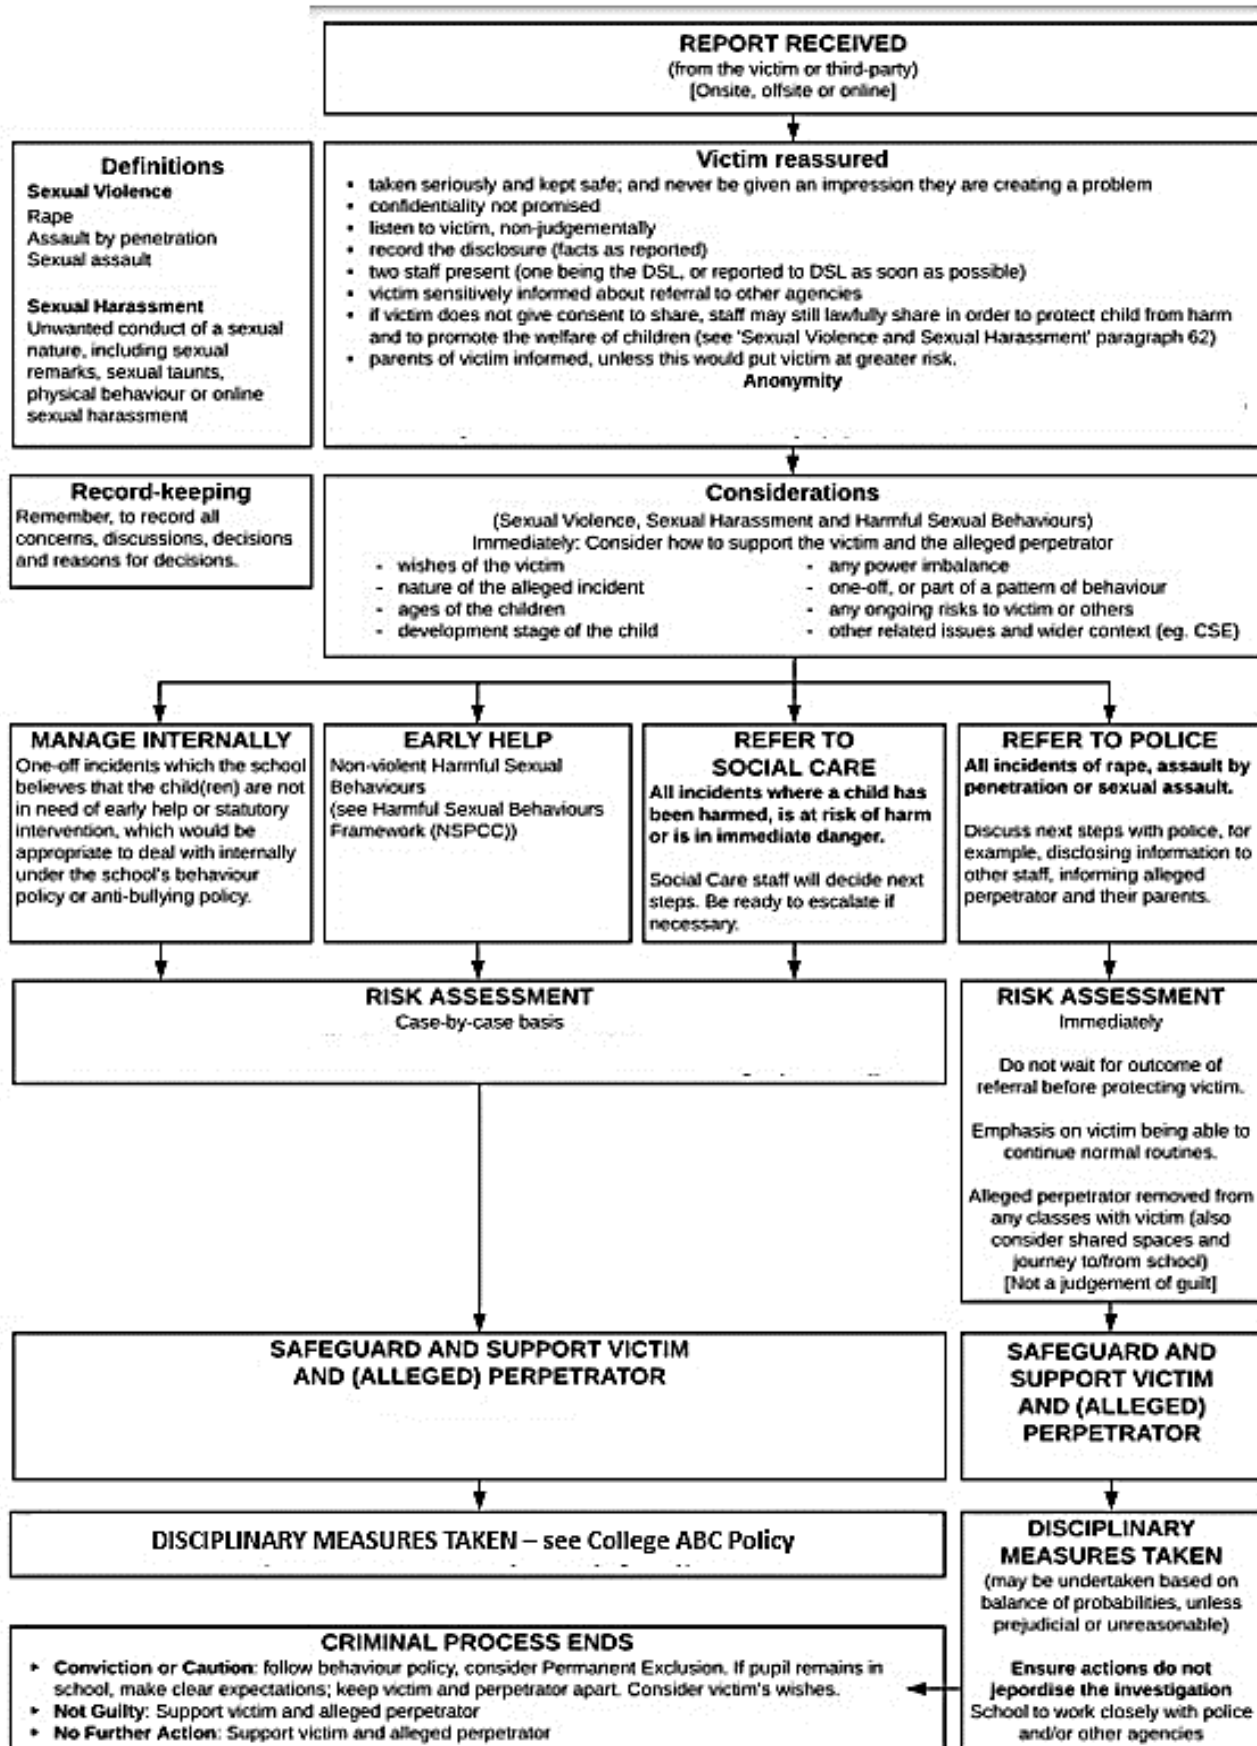 REPORT RECEIVED
(from the victim or third-party)
[Onsite, offsite or online]
Definitions
Sexual Violence
Rape
Assault by penetration
Sexual assault
Sexual Harassment
Unwanted conduct of a sexual
nature, including sexual
remarks, sexual taunts,
physical behaviour or online
sexual harassment
Victim reassured
• taken seriously and kept safe; and never be given an impression they are creating a problem
• confidentiality not promised
• listen to victim, non-judgementally
• record the disclosure (facts as reported)
• two staff present (one being the DSL, or reported to DSL as soon as possible)
• victim sensitively informed about referral to other agencies
• if victim does not give consent to share, staff may still lawfully share in order to protect child from harm
and to promote the welfare of children (see 'Sexual Violence and Sexual Harassment' paragraph 62)
• parents of victim informed, unless this would put victim at greater risk.
Anonymity
Record-keeping
Remember, to record all
concerns, discussions, decisions
and reasons for decisions.
Considerations
(Sexual Violence, Sexual Harassment and Harmful Sexual Behaviours)
Immediately: Consider how to support the victim and the alleged perpetrator
- wishes of the victim
- nature of the alleged incident
- ages of the children
- development stage of the child
- any power imbalance
- one-off, or part of a pattern of behaviour
- any ongoing risks to victim or others
- other related issues and wider context (eg. CSE)
MANAGE INTERNALLY
One-off incidents which the school
believes that the child(ren) are not
in need of early help or statutory
intervention, which would be
appropriate to deal with internally
under the school's behaviour
policy or anti-bullying policy.
EARLY HELP
Non-violent Harmful Sexual
Behaviours
(see Harmful Sexual Behaviours
Framework (NSPCC))
REFER TO
SOCIAL CARE
All incidents where a child has
been harmed, is at risk of harm
or is in immediate danger.
Social Care staff will decide next
steps. Be ready to escalate if
necessary.
REFER TO POLICE
All incidents of rape, assault by
penetration or sexual assault.
Discuss next steps with police, for
example, disclosing information to
other staff, informing alleged
perpetrator and their parents.
RISK ASSESSMENT
Case-by-case basis
RISK ASSESSMENT
Immediately
Do not wait for outcome of
referral before protecting victim.
Emphasis on victim being able to
continue normal routines.
Alleged perpetrator removed from
any classes with victim (also
consider shared spaces and
journey to/from school)
[Not a judgement of guilt]
SAFEGUARD AND SUPPORT VICTIM
AND (ALLEGED) PERPETRATOR
SAFEGUARD AND
SUPPORT VICTIM
AND (ALLEGED)
PERPETRATOR
DISCIPLINARY MEASURES TAKEN – see College ABC Policy
DISCIPLINARY
MEASURES TAKEN
(may be undertaken based on
balance of probabilities, unless
prejudicial or unreasonable)
Ensure actions do not
jepordise the investigation
School to work closely with police
and/or other agencies
CRIMINAL PROCESS ENDS
▸ Conviction or Caution: follow behaviour policy, consider Permanent Exclusion. If pupil remains in
school, make clear expectations; keep victim and perpetrator apart. Consider victim's wishes.
▸ Not Guilty: Support victim and alleged perpetrator
▸ No Further Action: Support victim and alleged perpetrator